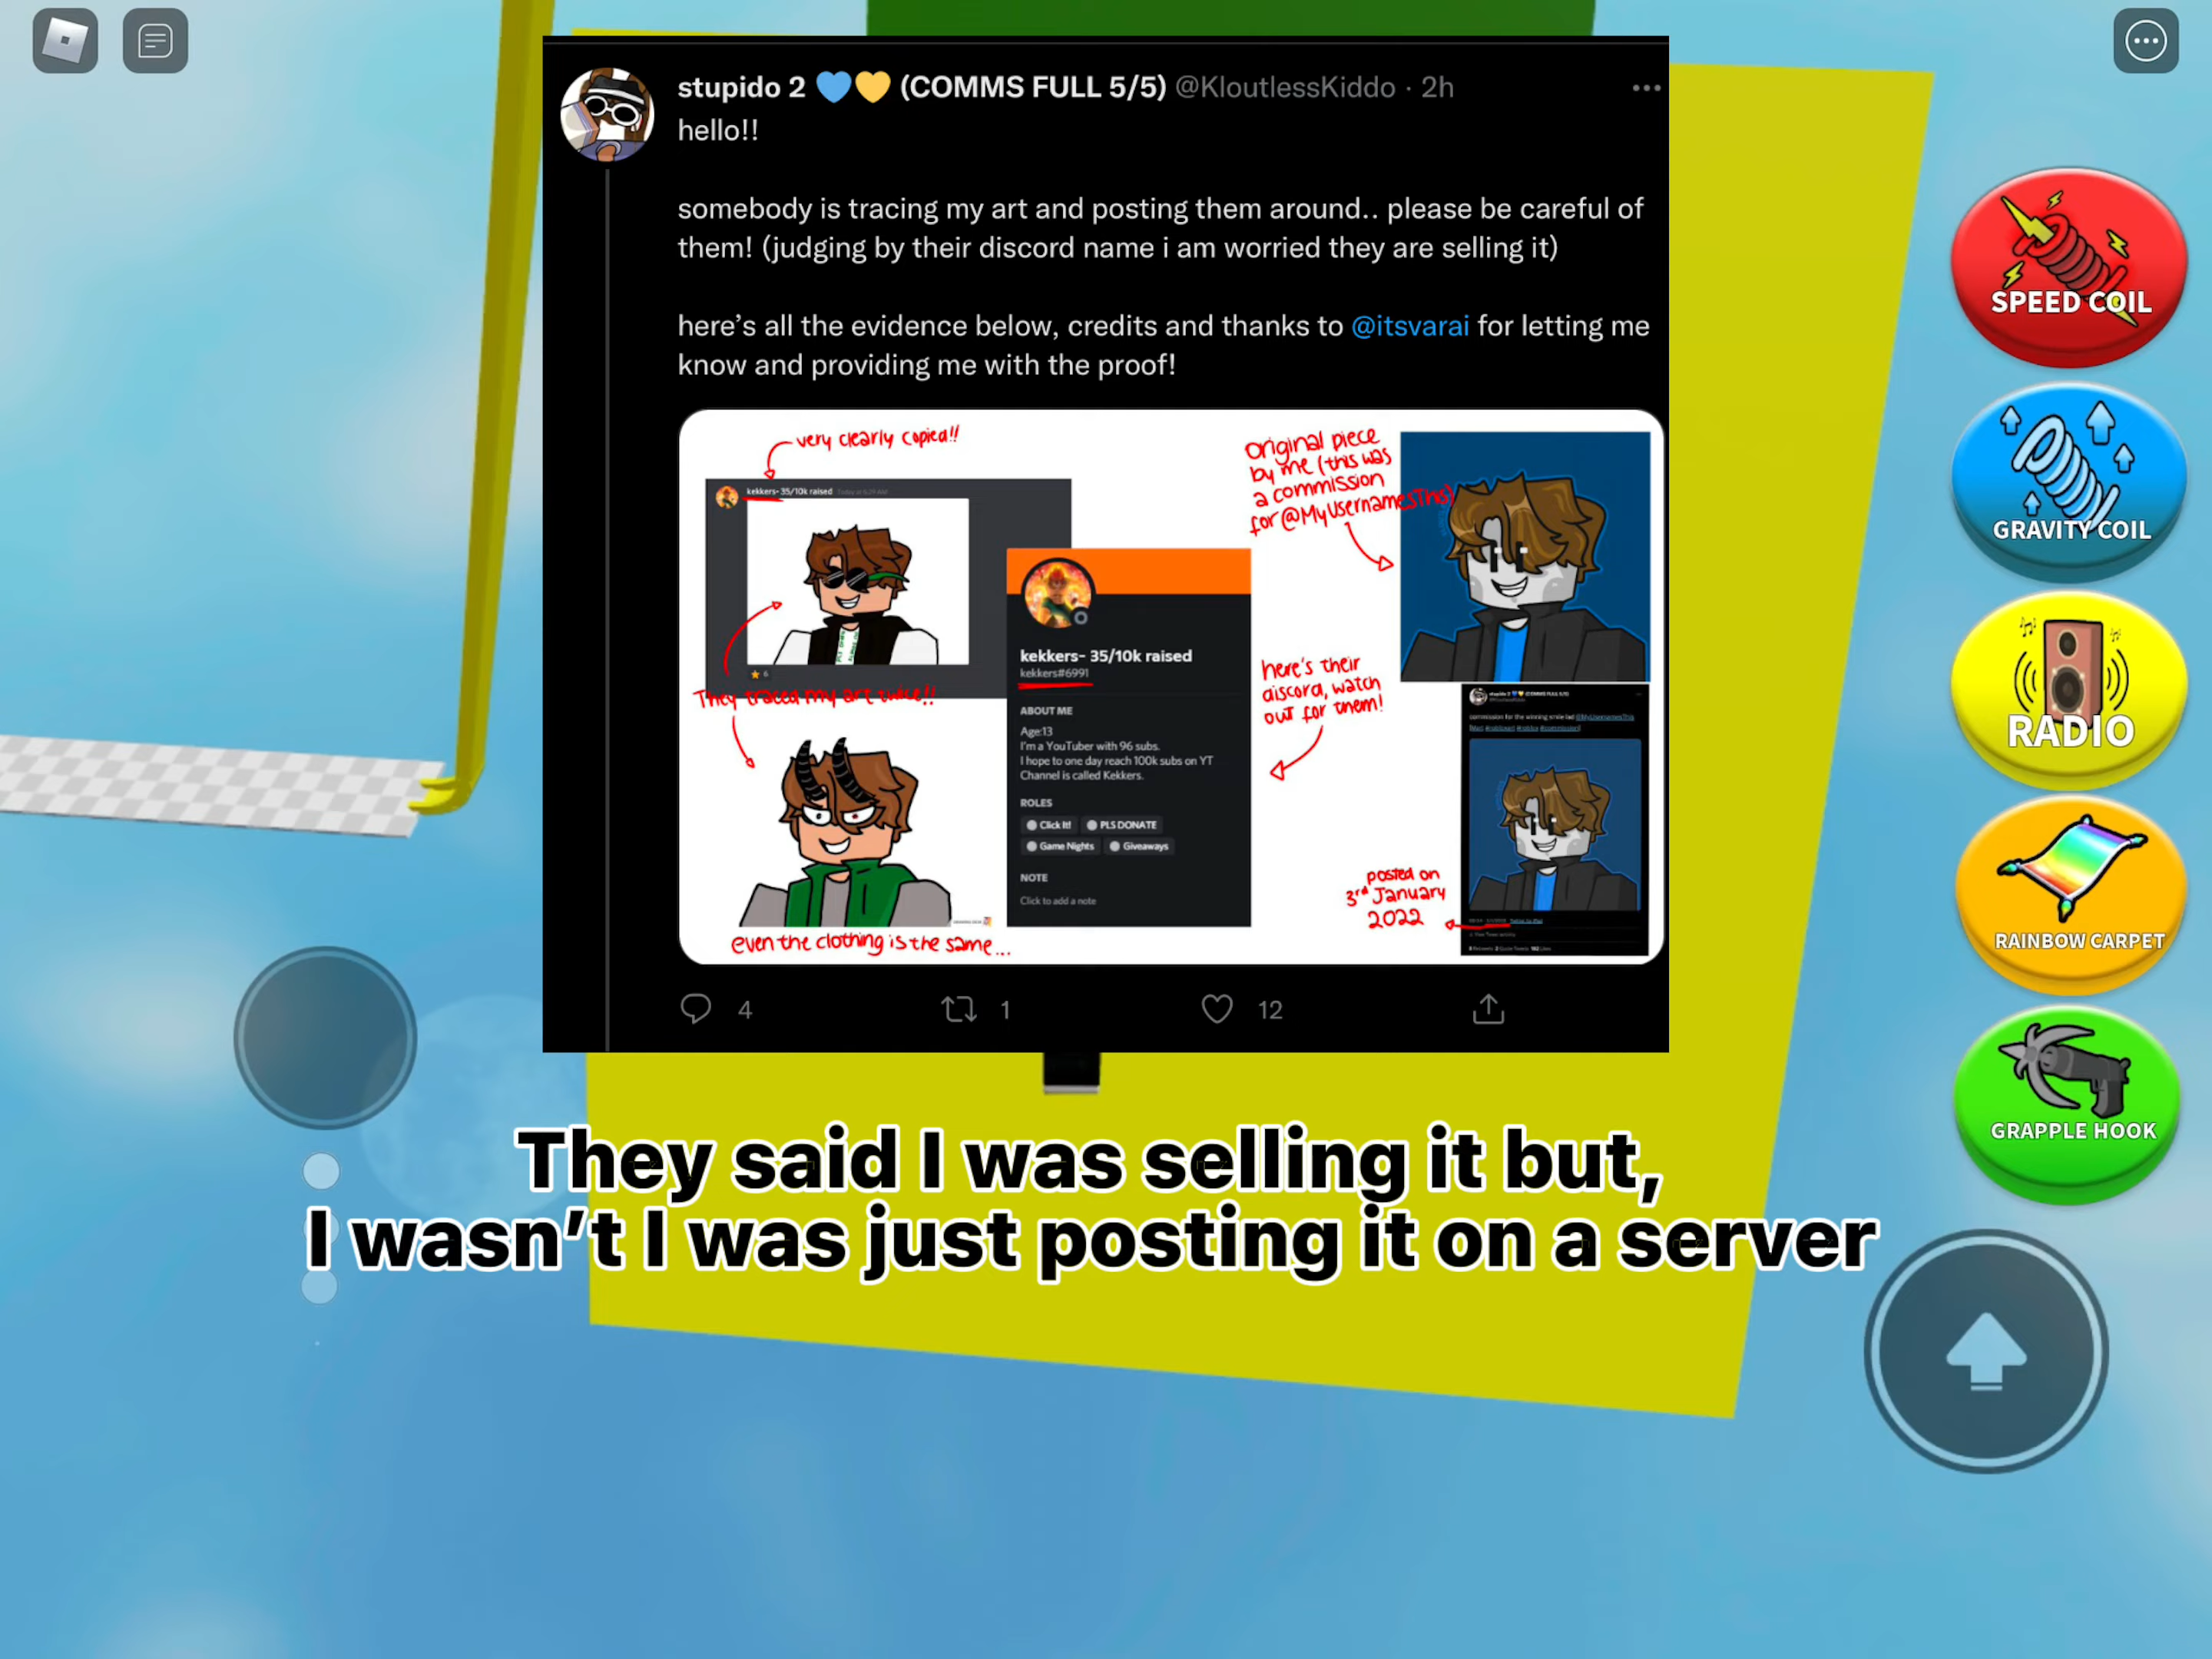 stupido 2 💙💛 (COMMS FULL 5/5) @KloutlessKiddo · 2h
hello!!
somebody is tracing my art and posting them around.. please be careful of
them! (judging by their discord name i am worried they are selling it)
here's all the evidence below, credits and thanks to @itsvarai for letting me
know and providing me with the proof!
very clearly copied!!
kekkers- 35/10k raised
6
They traced my art twice!!
even the clothing is the same...
kekkers- 35/10k raised
kekkers#6991
ABOUT ME
Age:13
I'm a YouTuber with 96 subs.
I hope to one day reach 100k subs on YT
Channel is called Kekkers.
ROLES
Click It!
PLS DONATE
Game Nights
Giveaways
NOTE
Click to add a note
original piece
by me (this was
a commission
for @MyUsernamesThis)
here's their
discord, watch
out for them!
posted on
3rd January
2022
4
1
12
They said I was selling it but,
I wasn't I was just posting it on a server
SPEED COIL
GRAVITY COIL
RADIO
RAINBOW CARPET
GRAPPLE HOOK